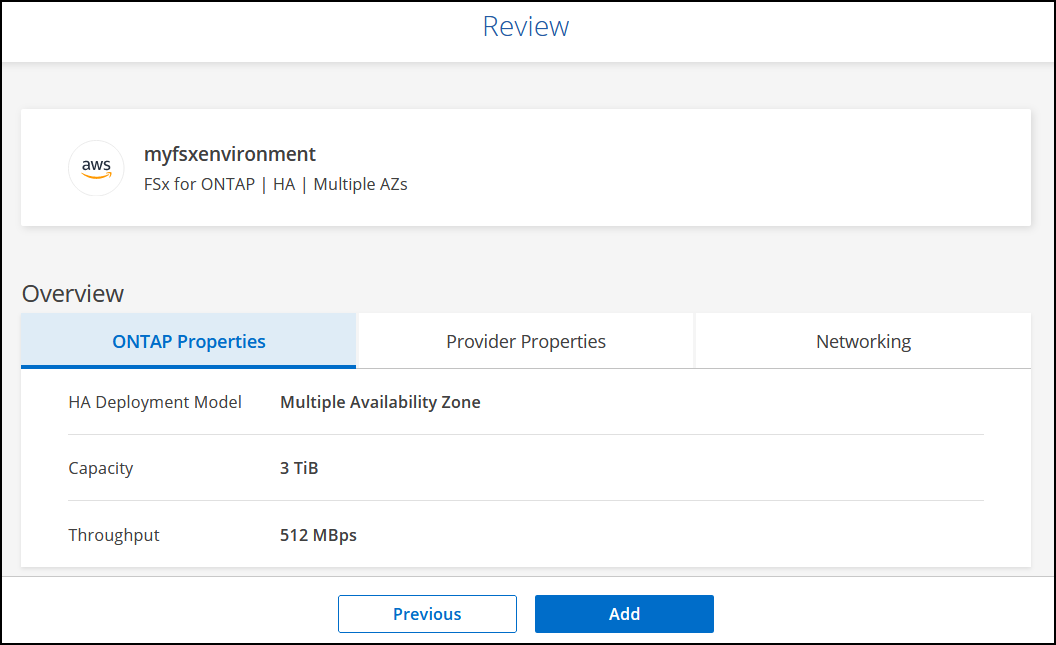 Review
aws
myfsxenvironment
FSx for ONTAP | HA | Multiple AZs
Overview
ONTAP Properties
Provider Properties
Networking
HA Deployment Model
Multiple Availability Zone
Capacity
3 TiB
Throughput
512 MBps
Previous
Add